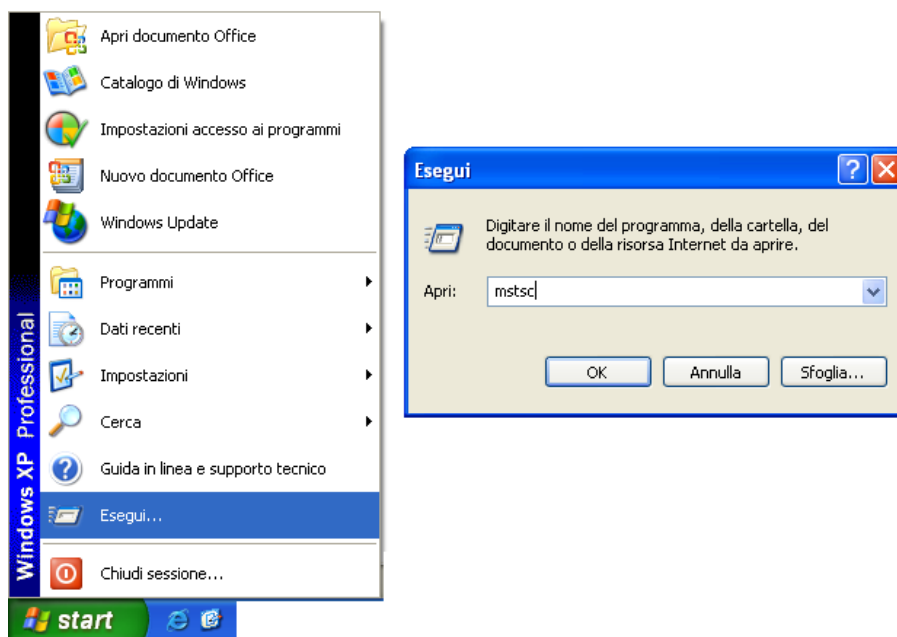 Apri documento Office
Catalogo di Windows
Impostazioni accesso ai programmi
Nuovo documento Office
Windows Update
Programmi
Dati recenti
Impostazioni
Cerca
Guida in linea e supporto tecnico
Esegui...
Chiudi sessione...
Windows XP Professional
start
Esegui
Digitare il nome del programma, della cartella, del
documento o della risorsa Internet da aprire.
Apri: mstsc
OK Annulla Sfoglia...